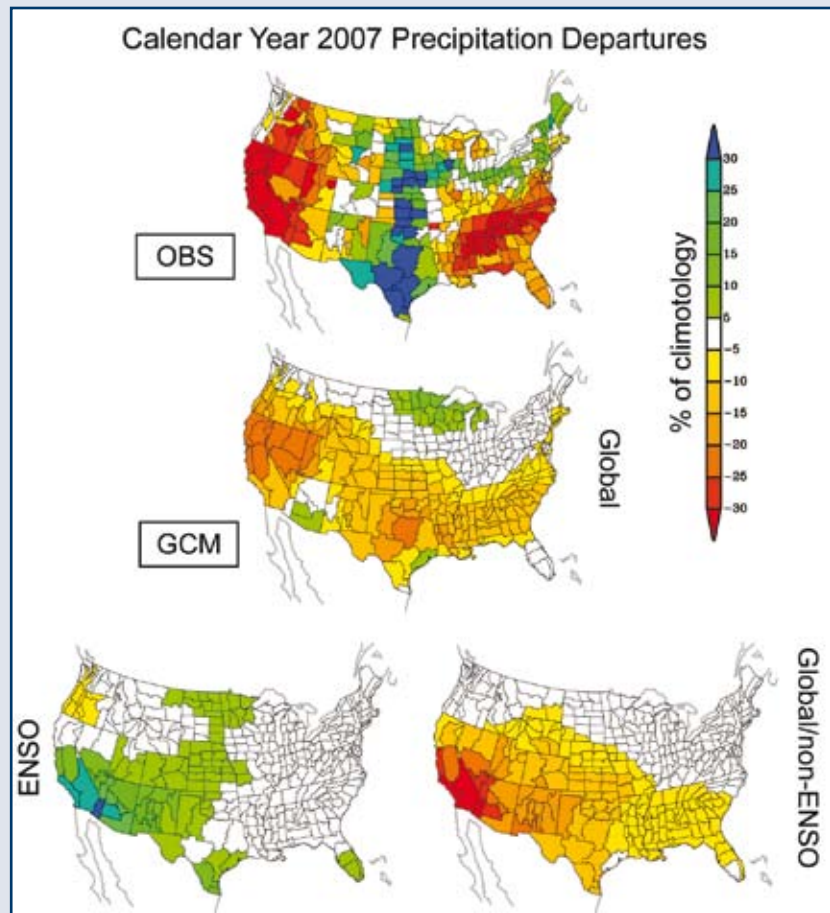 Calendar Year 2007 Precipitation Departures
OBS
30
25
20
15
10
5
-5
-10
-15
-20
-25
-30
% of climotology
Global
GCM
ENSO
Global/non-ENSO